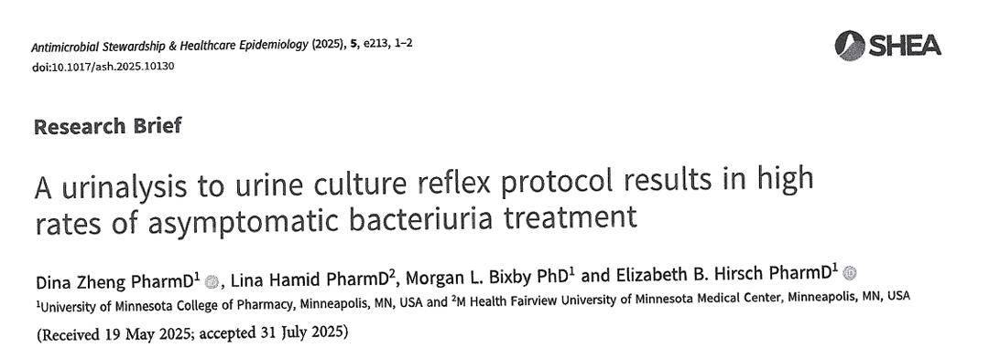 Antimicrobial Stewardship & Healthcare Epidemiology (2025), 5, e213, 1–2
doi:10.1017/ash.2025.10130
SHEA
Research Brief
A urinalysis to urine culture reflex protocol results in high
rates of asymptomatic bacteriuria treatment
Dina Zheng PharmD¹, Lina Hamid PharmD², Morgan L. Bixby PhD¹ and Elizabeth B. Hirsch PharmD¹
¹University of Minnesota College of Pharmacy, Minneapolis, MN, USA and ²M Health Fairview University of Minnesota Medical Center, Minneapolis, MN, USA
(Received 19 May 2025; accepted 31 July 2025)